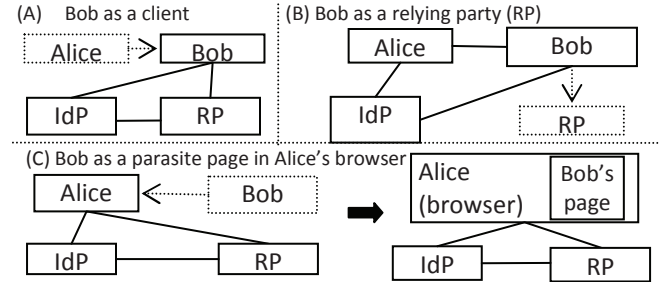 (A) Bob as a client
Alice
Bob
IdP
RP
(B) Bob as a relying party (RP)
Alice
Bob
IdP
RP
(C) Bob as a parasite page in Alice's browser
Alice
Bob
IdP
RP
Alice
(browser)
Bob's
page
IdP
RP